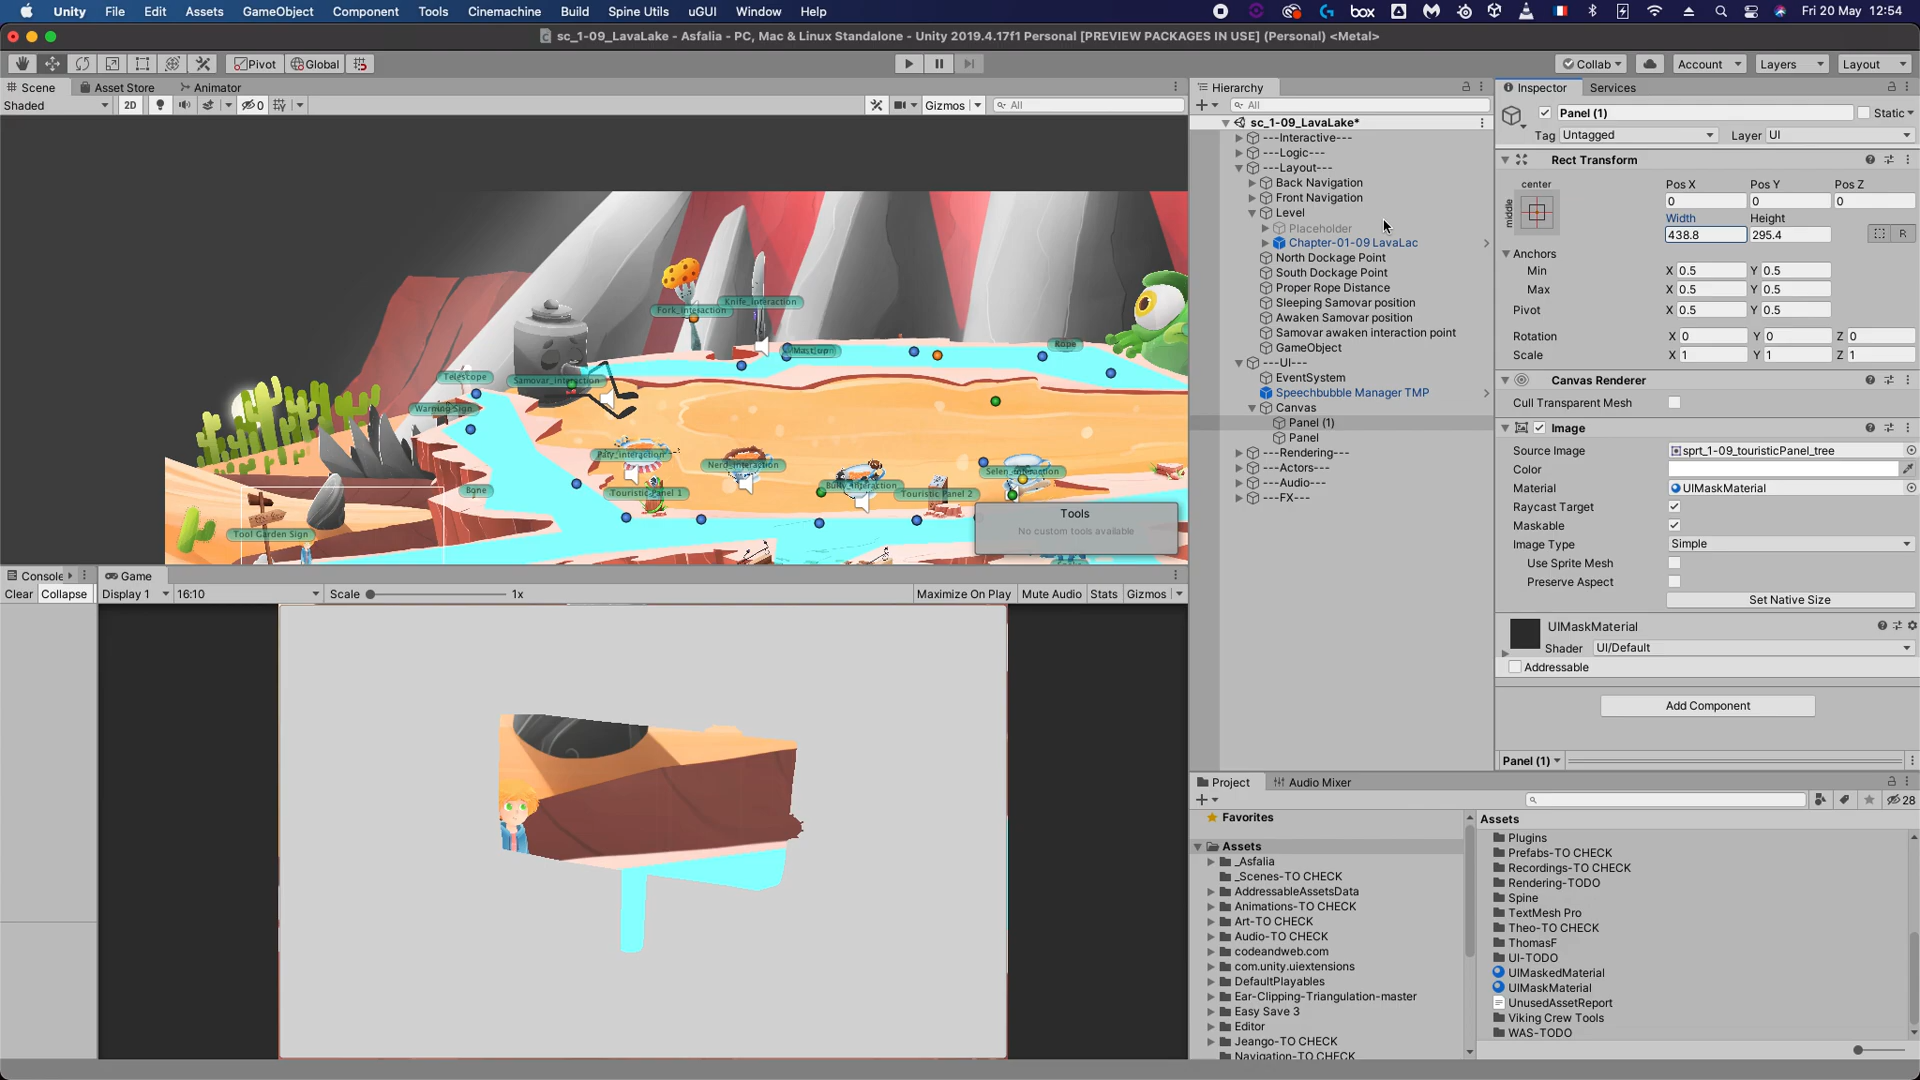 Unity File Edit Assets GameObject Component Tools Cinemachine Build Spine Utils uGUI Window Help box Fri 20 May 12:54
sc_1-09_LavaLake - Asfalia - PC, Mac & Linux Standalone - Unity 2019.4.17f1 Personal [PREVIEW PACKAGES IN USE] (Personal) <Metal>
Pivot Global Collab Account Layers Layout
Scene Asset Store Animator
Shaded 2D 0 Gizmos All
Knife_Interaction
Fork_Interaction
Rope
Telescope
Samovar_Interaction
Warning Sign
Paty_Interaction
Nerd_Interaction
Selen_Interaction
Bully_Interaction
Bone
Touristic Panel 1
Touristic Panel 2
Tool Garden Sign
Tools
No custom tools available
Console Game
Clear Collapse Display 1 16:10 Scale 1x Maximize On Play Mute Audio Stats Gizmos
Hierarchy
All
sc_1-09_LavaLake*
---Interactive---
---Logic---
---Layout---
Back Navigation
Front Navigation
Level
Placeholder
Chapter-01-09 LavaLac
North Dockage Point
South Dockage Point
Proper Rope Distance
Sleeping Samovar position
Awaken Samovar position
Samovar awaken interaction point
GameObject
---UI---
EventSystem
Speechbubble Manager TMP
Canvas
Panel (1)
Panel
---Rendering---
---Actors---
---Audio---
---FX---
Inspector Services
Panel (1) Static
Tag Untagged Layer UI
Rect Transform
center
middle
Pos X Pos Y Pos Z
0 0 0
Width Height
438.8 295.4 R
Anchors
Min X 0.5 Y 0.5
Max X 0.5 Y 0.5
Pivot X 0.5 Y 0.5
Rotation X 0 Y 0 Z 0
Scale X 1 Y 1 Z 1
Canvas Renderer
Cull Transparent Mesh
Image
Source Image sprt_1-09_touristicPanel_tree
Color
Material UIMaskMaterial
Raycast Target
Maskable
Image Type Simple
Use Sprite Mesh
Preserve Aspect
Set Native Size
UIMaskMaterial
Shader UI/Default
Addressable
Add Component
Panel (1)
Project Audio Mixer
28
Favorites
Assets
_Asfalia
_Scenes-TO CHECK
AddressableAssetsData
Animations-TO CHECK
Art-TO CHECK
Audio-TO CHECK
codeandweb.com
com.unity.uiextensions
DefaultPlayables
Ear-Clipping-Triangulation-master
Easy Save 3
Editor
Jeango-TO CHECK
Navigation-TO CHECK
Assets
Plugins
Prefabs-TO CHECK
Recordings-TO CHECK
Rendering-TODO
Spine
TextMesh Pro
Theo-TO CHECK
ThomasF
UI-TODO
UIMaskedMaterial
UIMaskMaterial
UnusedAssetReport
Viking Crew Tools
WAS-TODO